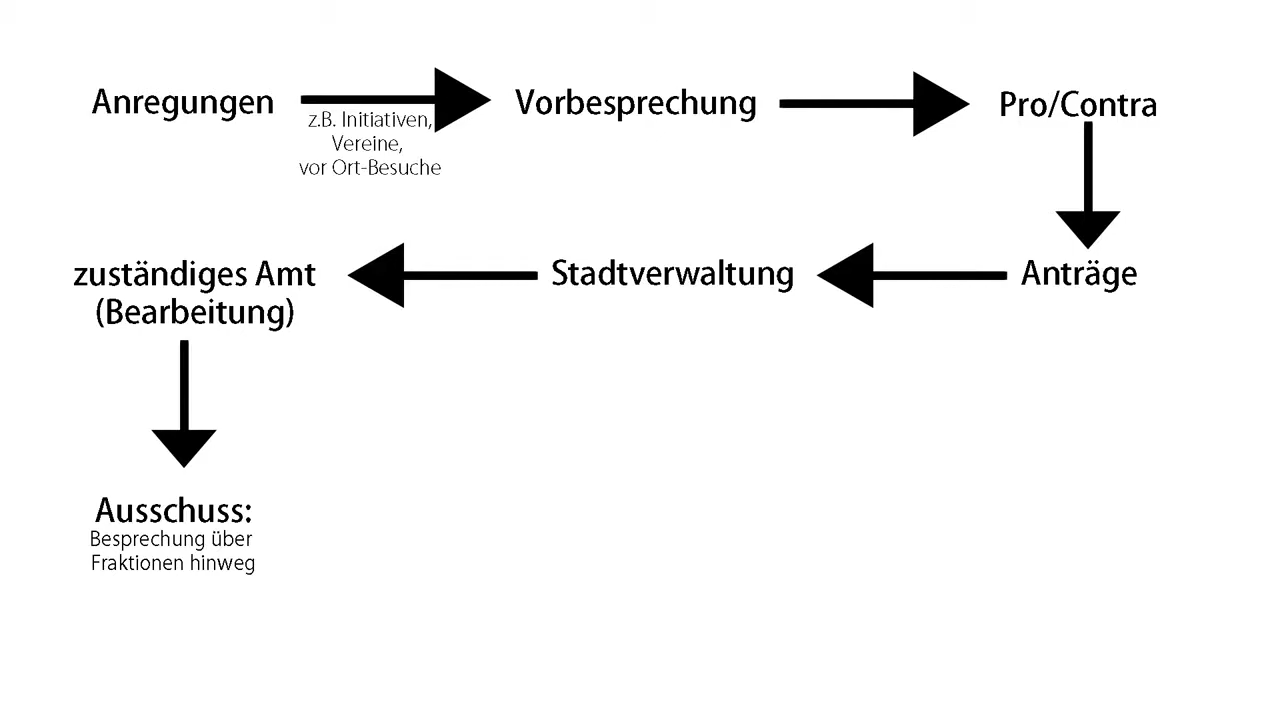 Anregungen
z.B. Initiativen,
Vereine,
vor Ort-Besuche
Vorbesprechung
Pro/Contra
Anträge
Stadtverwaltung
zuständiges Amt
(Bearbeitung)
Ausschuss:
Besprechung über
Fraktionen hinweg